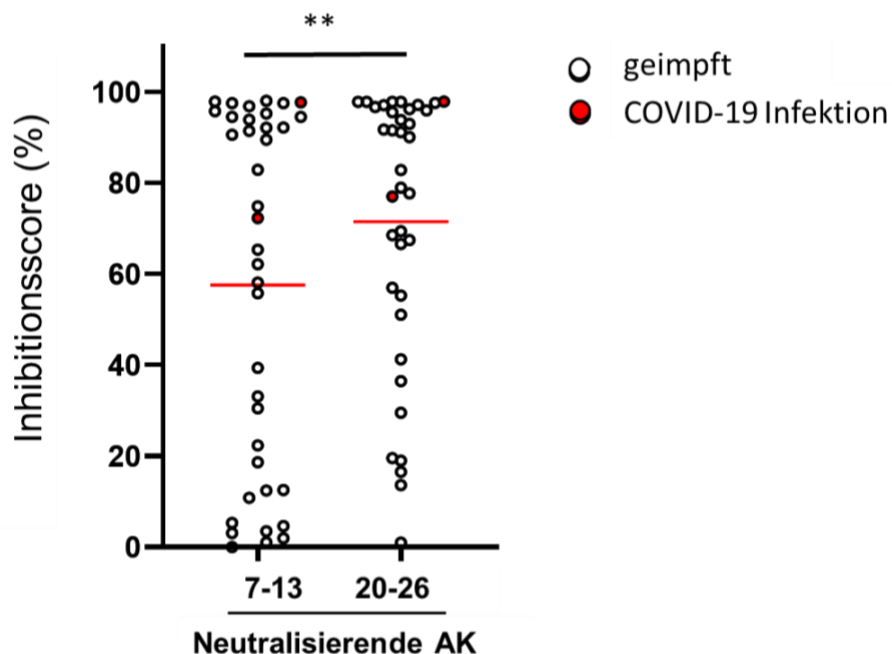 **
geimpft
COVID-19 Infektion
Inhibitionsscore (%)
100
80
60
40
20
0
7-13 20-26
Neutralisierende AK